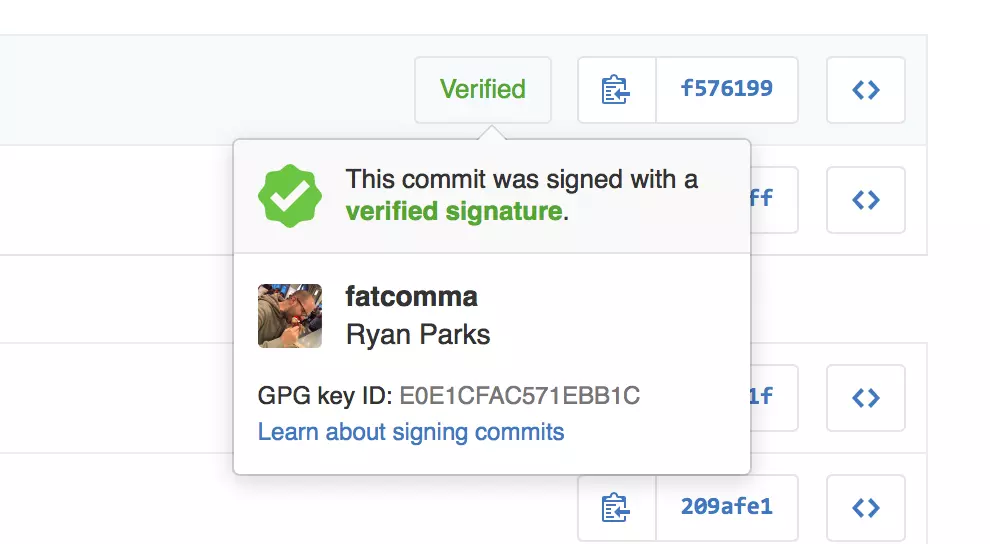 Verified
f576199
This commit was signed with a
verified signature.
ff
fatcomma
Ryan Parks
GPG key ID: E0E1CFAC571EBB1C
1f
Learn about signing commits
209afe1